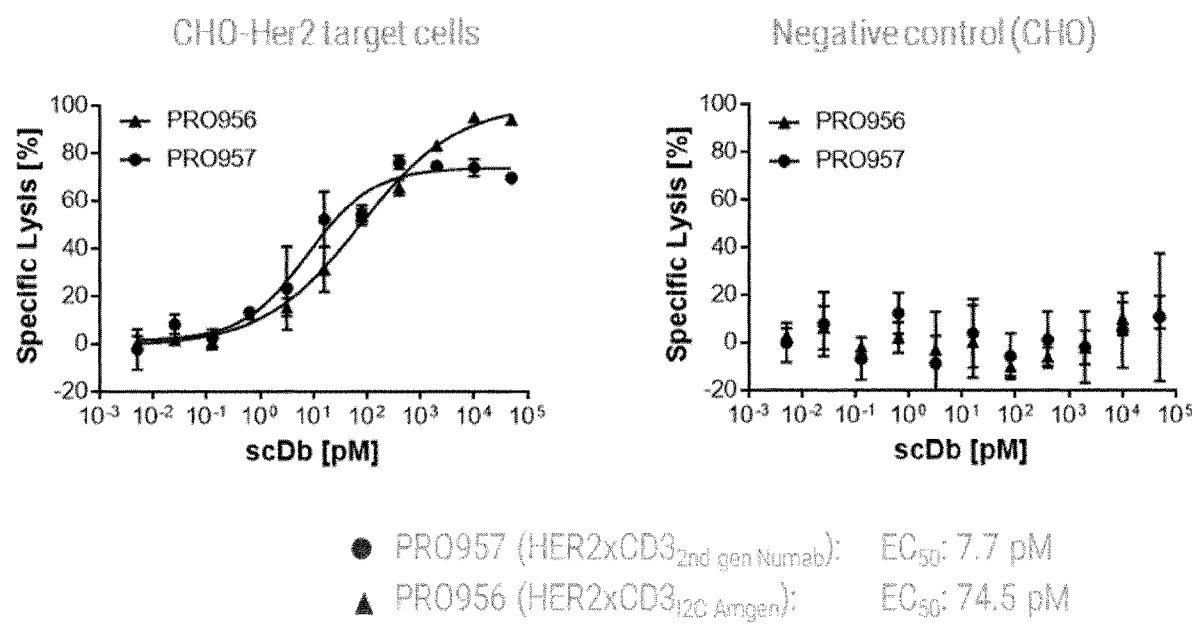 CHO-Her2 target cells
Negative control (CHO)
PRO956
PRO957
Specific Lysis [%]
100
80
60
40
20
0
-20
10⁻³ 10⁻² 10⁻¹ 10⁰ 10¹ 10² 10³ 10⁴ 10⁵
scDb [pM]
PRO956
PRO957
Specific Lysis [%]
100
80
60
40
20
0
-20
10⁻³ 10⁻² 10⁻¹ 10⁰ 10¹ 10² 10³ 10⁴ 10⁵
scDb [pM]
PRO957 (HER2xCD32nd gen Numab): EC50: 7.7 pM
PRO956 (HER2xCD3I2C Amgen): EC50: 74.5 pM